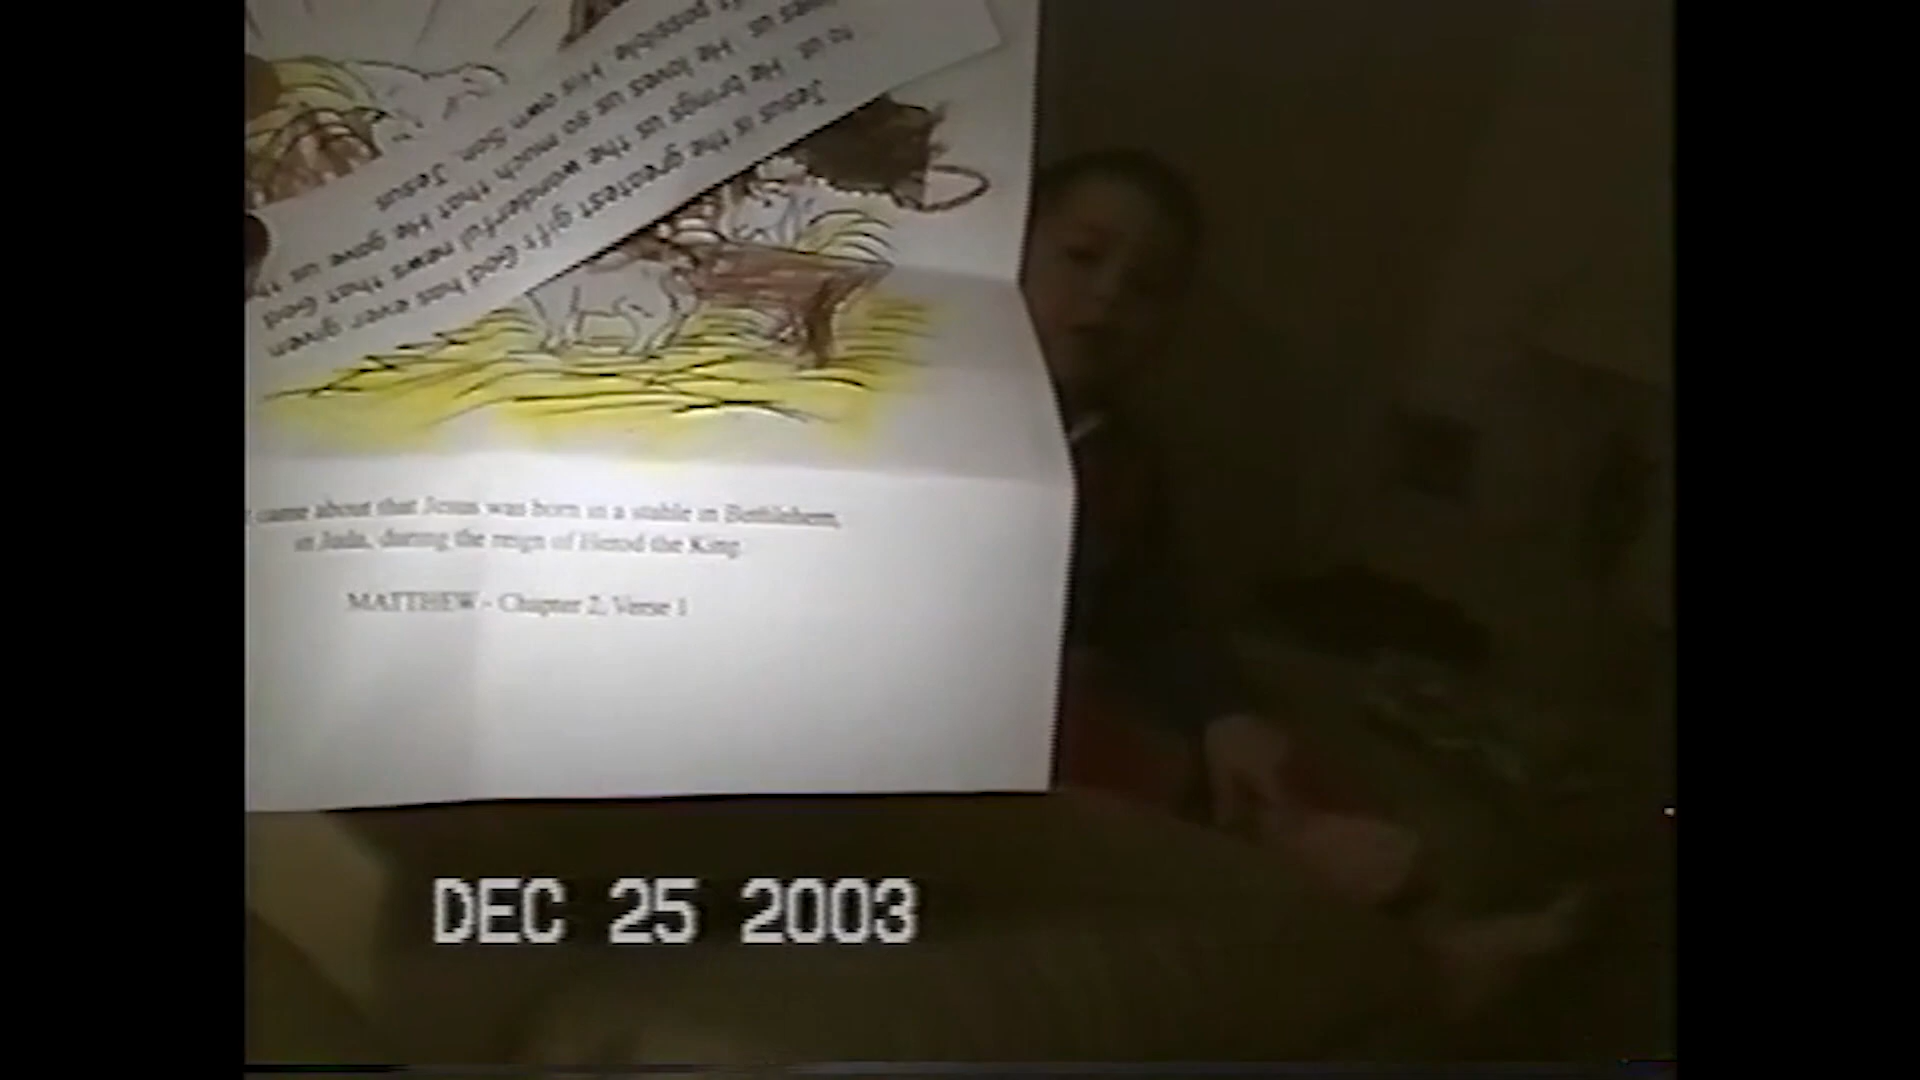 Jesus is the greatest gift God has ever given
to us. He brings us the wonderful news that God
loves us. He loves us so much that He gave us
possible. His own Son, Jesus
came about that Jesus was born in a stable in Bethlehem,
in Juda, during the reign of Herod the King
MATTHEW - Chapter 2, Verse 1
DEC 25 2003